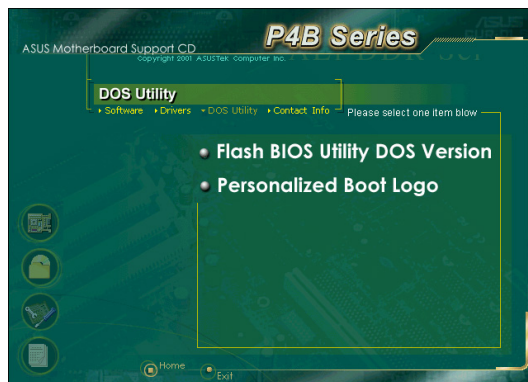 P4B Series
ASUS Motherboard Support CD
Copyright 2001 ASUSTek Computer Inc.
DOS Utility
Software Drivers DOS Utility Contact Info
Please select one item blow
Flash BIOS Utility DOS Version
Personalized Boot Logo
Home
Exit